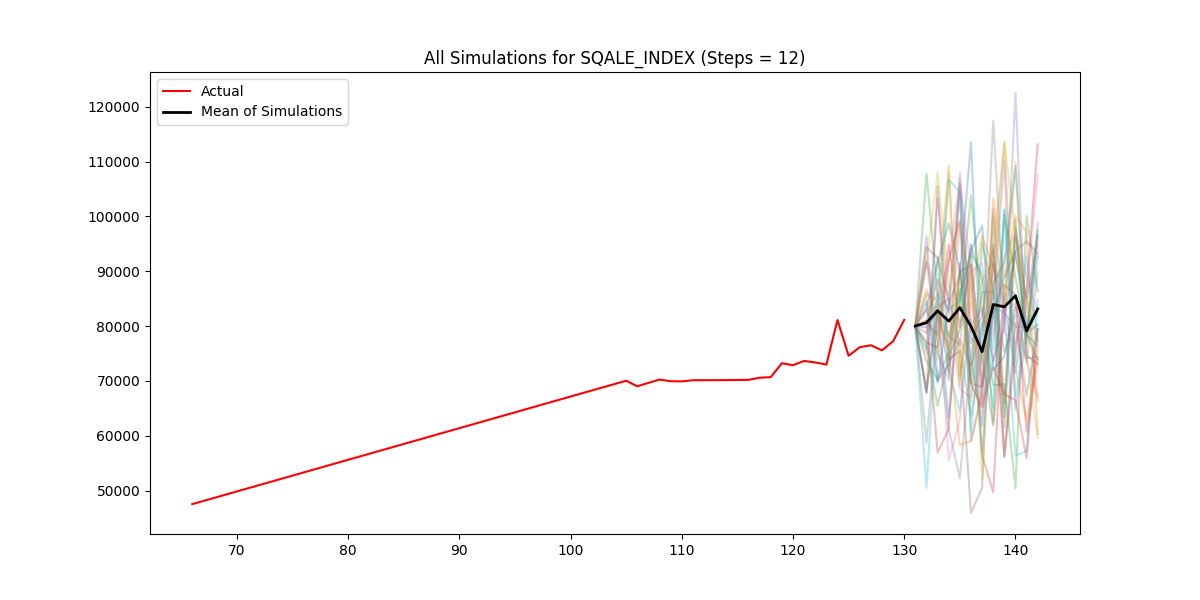 All Simulations for SQALE_INDEX (Steps = 12)
Actual
Mean of Simulations
120000
110000
100000
90000
80000
70000
60000
50000
70 80 90 100 110 120 130 140